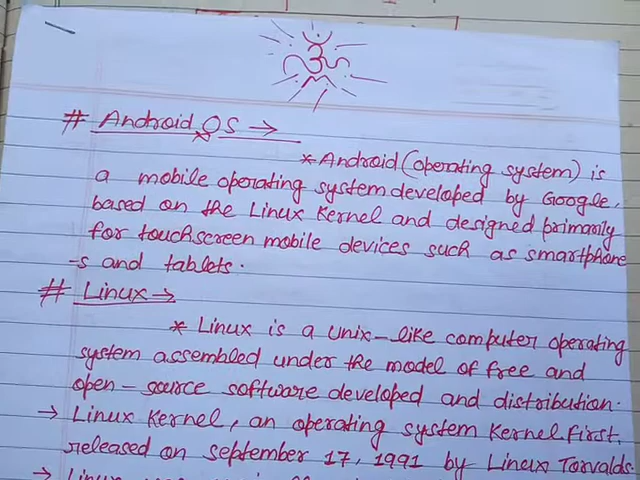 # Android OS →
* Android (operating system) is
a mobile operating system developed by Google,
based on the Linux Kernel and designed primarily
for touchscreen mobile devices such as smartphone
-s and tablets.
# Linux →
* Linux is a unix-like computer operating
system assembled under the model of free and
open-source software developed and distribution.
→ Linux Kernel, an operating system Kernel first.
released on september 17, 1991 by Linux Torvalds.
→ Linux